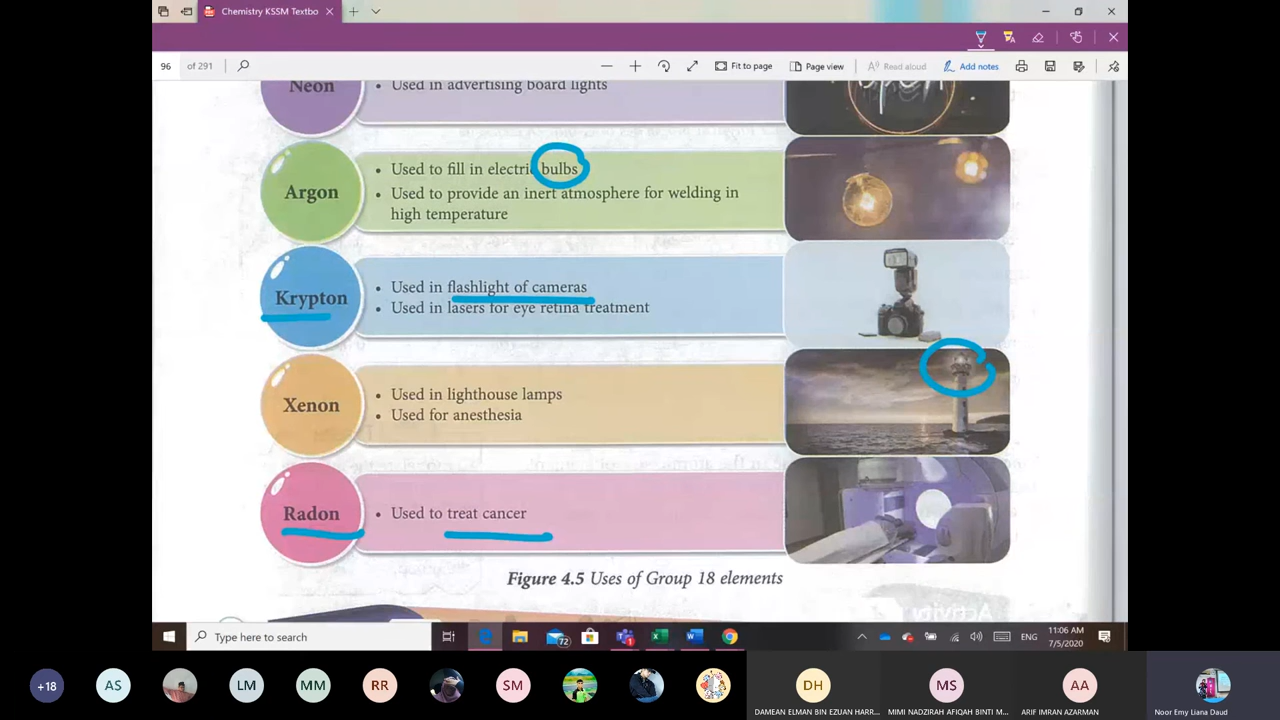 Chemistry KSSM Textbo
96 of 291
Fit to page
Page view
Read aloud
Add notes
Neon
• Used in advertising board lights
Argon
• Used to fill in electric bulbs
• Used to provide an inert atmosphere for welding in
high temperature
Krypton
• Used in flashlight of cameras
• Used in lasers for eye retina treatment
Xenon
• Used in lighthouse lamps
• Used for anesthesia
Radon
• Used to treat cancer
Figure 4.5 Uses of Group 18 elements
Type here to search
72
1
ENG
11:06 AM
7/5/2020
+18
AS
LM
MM
RR
SM
DH
DAMEAN ELMAN BIN EZUAN HARR...
MS
MIMI NADZIRAH AFIQAH BINTI M...
AA
ARIF IMRAN AZARMAN
Noor Emy Liana Daud